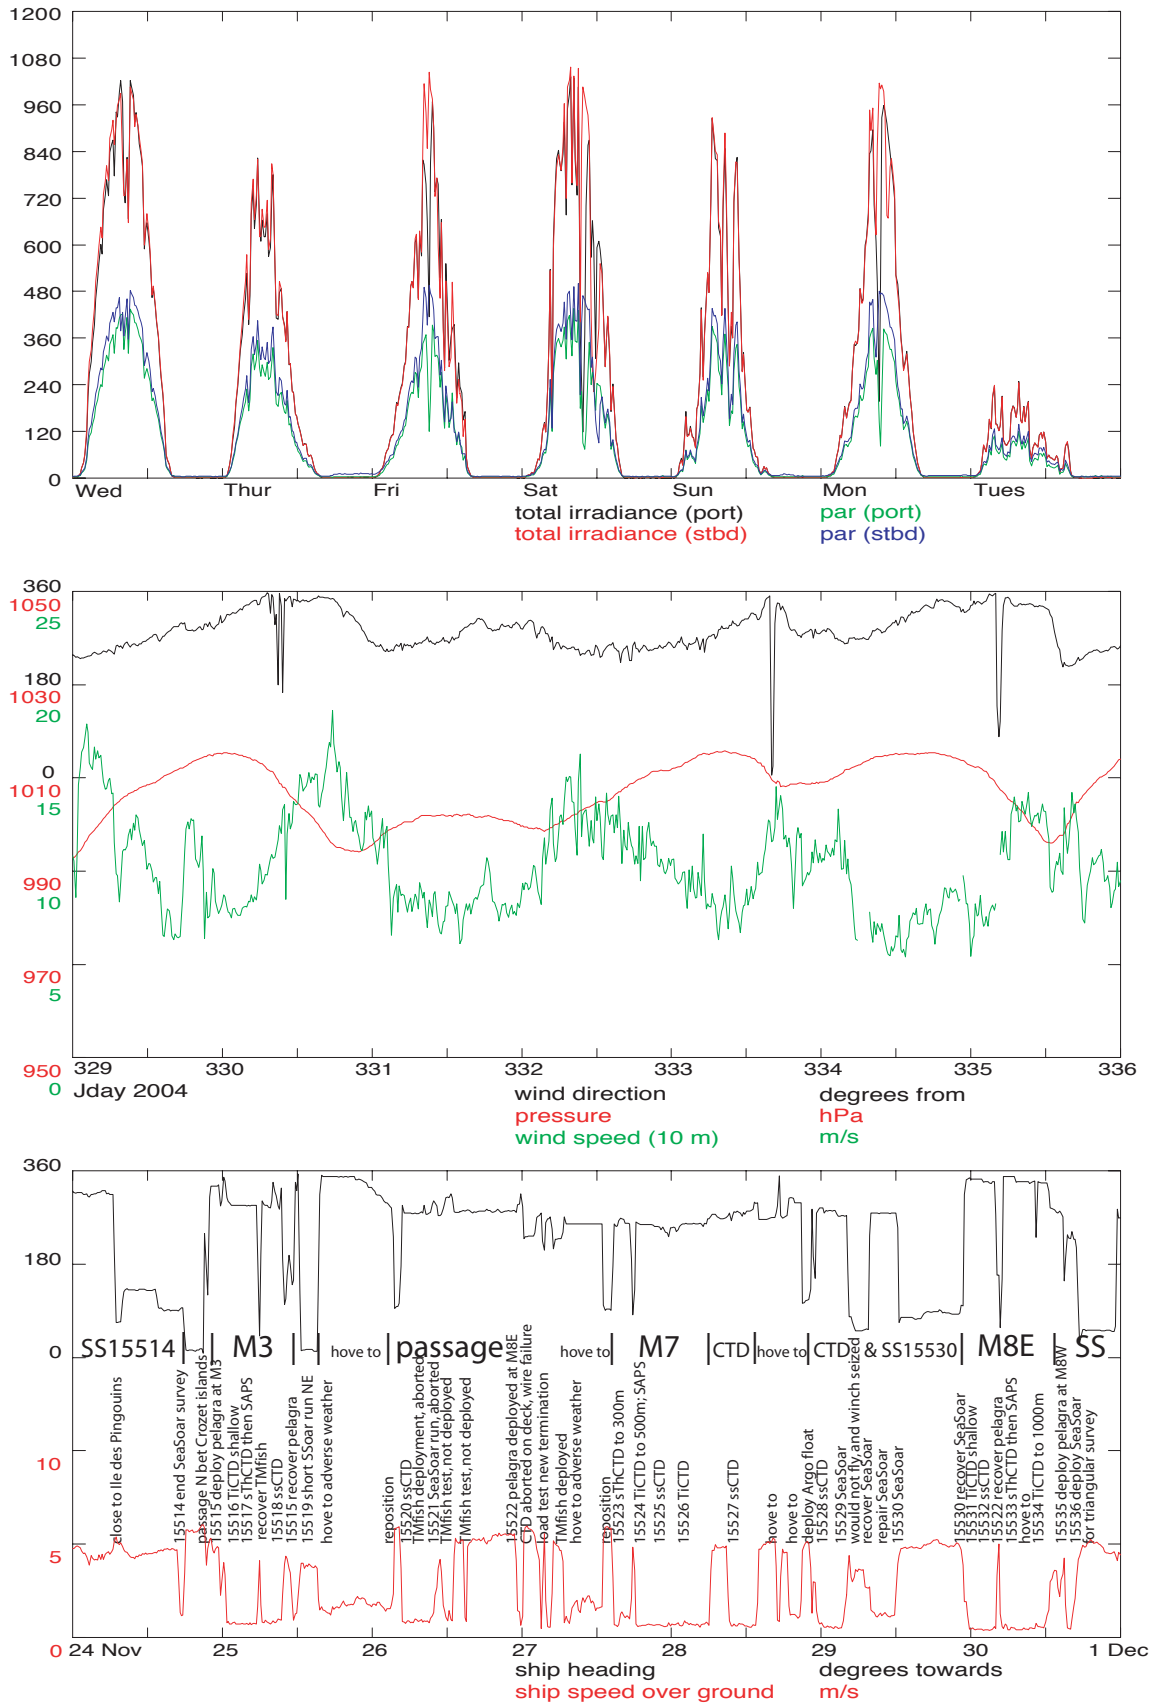 1200
1080
960
840
720
600
480
360
240
120
0
Wed Thur Fri Sat Sun Mon Tues
total irradiance (port) par (port)
total irradiance (stbd) par (stbd)
360
1050
25
180
1030
20
0
1010
15
990
10
970
5
950
0
329 330 331 332 333 334 335 336
Jday 2004 wind direction degrees from
pressure hPa
wind speed (10 m) m/s
360
180
0
10
5
0
SS15514 M3 hove to passage hove to M7 CTD hove to CTD & SS15530 M8E SS
close to Ile des Pingouins
15514 end SeaSoar survey
passage N bet Crozet islands
15515 deploy pelagra at M3
15516 TiCTD shallow
15517 sThCTD then SAPS
recover TMfish
15518 ssCTD
15515 recover pelagra
15519 short SSoar run NE
hove to adverse weather
reposition
15520 ssCTD
TMfish deployment, aborted
15521 SeaSoar run, aborted
TMfish test, not deployed
TMfish test, not deployed
15522 pelagra deployed at M8E
CTD aborted on deck, wire failure
load test new termination
TMfish deployed
hove to adverse weather
reposition
15523 sThCTD to 300m
15524 TiCTD to 500m; SAPS
15525 ssCTD
15526 TiCTD
15527 ssCTD
hove to
hove to
deploy Argo float
15528 ssCTD
15529 SeaSoar
would not fly, and winch seized
recover SeaSoar
repair SeaSoar
15530 SeaSoar
15530 recover SeaSoar
15531 TiCTD shallow
15532 ssCTD
15522 recover pelagra
15533 sThCTD then SAPS
hove to
15534 TiCTD to 1000m
15535 deploy pelagra at M8W
15536 deploy SeaSoar
for triangular survey
24 Nov 25 26 27 28 29 30 1 Dec
ship heading degrees towards
ship speed over ground m/s